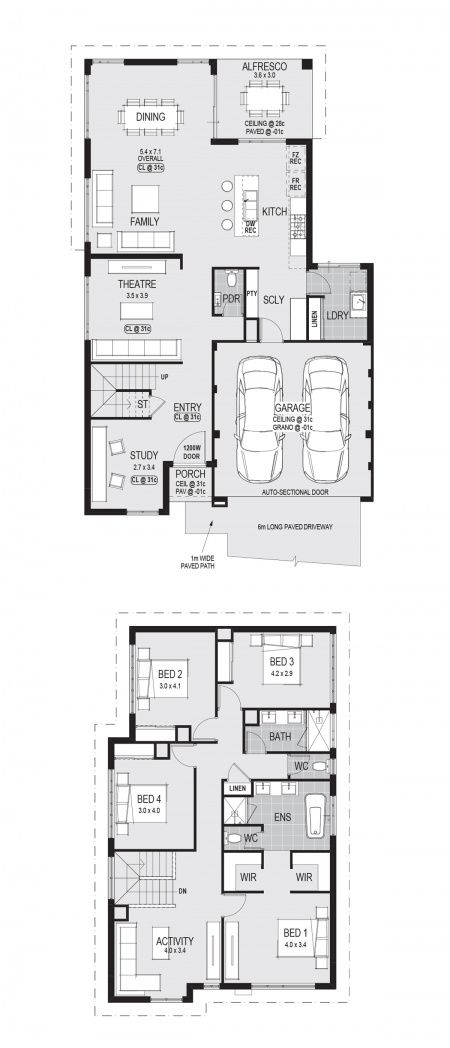 ALFRESCO
3.6 x 3.0
CEILING @ 28c
PAVED @ -01c
DINING
5.4 x 7.1
OVERALL
CL @ 31c
FZ
REC
FR
REC
KITCH
DW
REC
FAMILY
THEATRE
3.5 x 3.9
CL @ 31c
PDR
PTY
SCLY
LINEN
LDRY
UP
ST
ENTRY
CL @ 31c
GARAGE
CEILING @ 31c
GRANO @ -01c
1200W
DOOR
STUDY
2.7 x 3.4
CL @ 31c
PORCH
CEIL @ 31c
PAV @ -01c
AUTO-SECTIONAL DOOR
6m LONG PAVED DRIVEWAY
1m WIDE
PAVED PATH
BED 2
3.0 x 4.1
BED 3
4.2 x 2.9
BATH
WC
BED 4
3.0 x 4.0
LINEN
ENS
WC
WIR
WIR
DN
ACTIVITY
4.0 x 3.4
BED 1
4.0 x 3.4